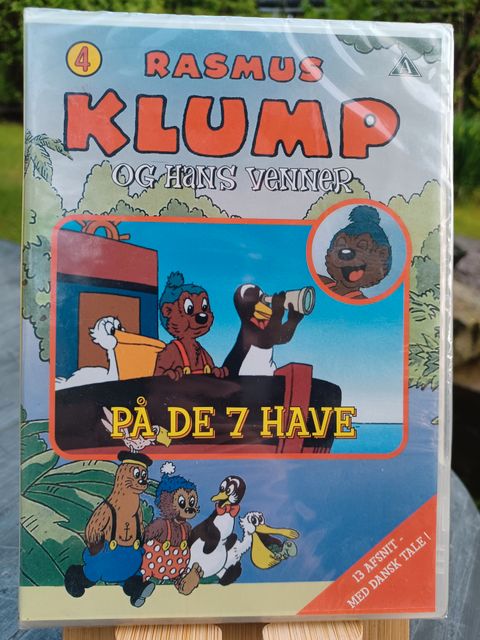 4
RASMUS
KLUMP
OG HANS VENNER
PÅ DE 7 HAVE
13 AFSNIT -
MED DANSK TALE!